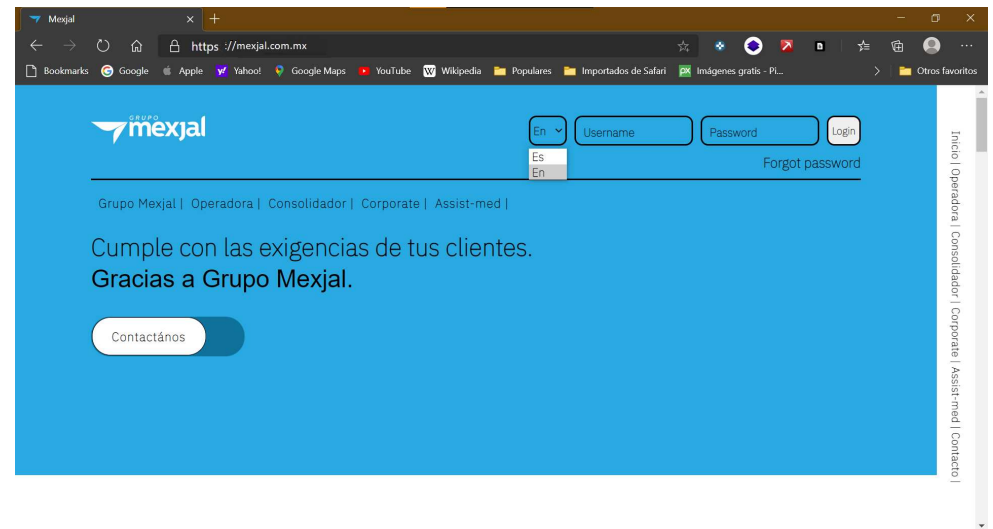 Mexjal
https ://mexjal.com.mx
Bookmarks Google Apple Yahoo! Google Maps YouTube Wikipedia Populares Importados de Safari Imágenes gratis - Pi... Otros favoritos
GRUPO
mexjal
En Username Password Login
Es
En
Forgot password
Grupo Mexjal | Operadora | Consolidador | Corporate | Assist-med |
Cumple con las exigencias de tus clientes.
Gracias a Grupo Mexjal.
Contactános
Inicio | Operadora | Consolidador | Corporate | Assist-med | Contacto |